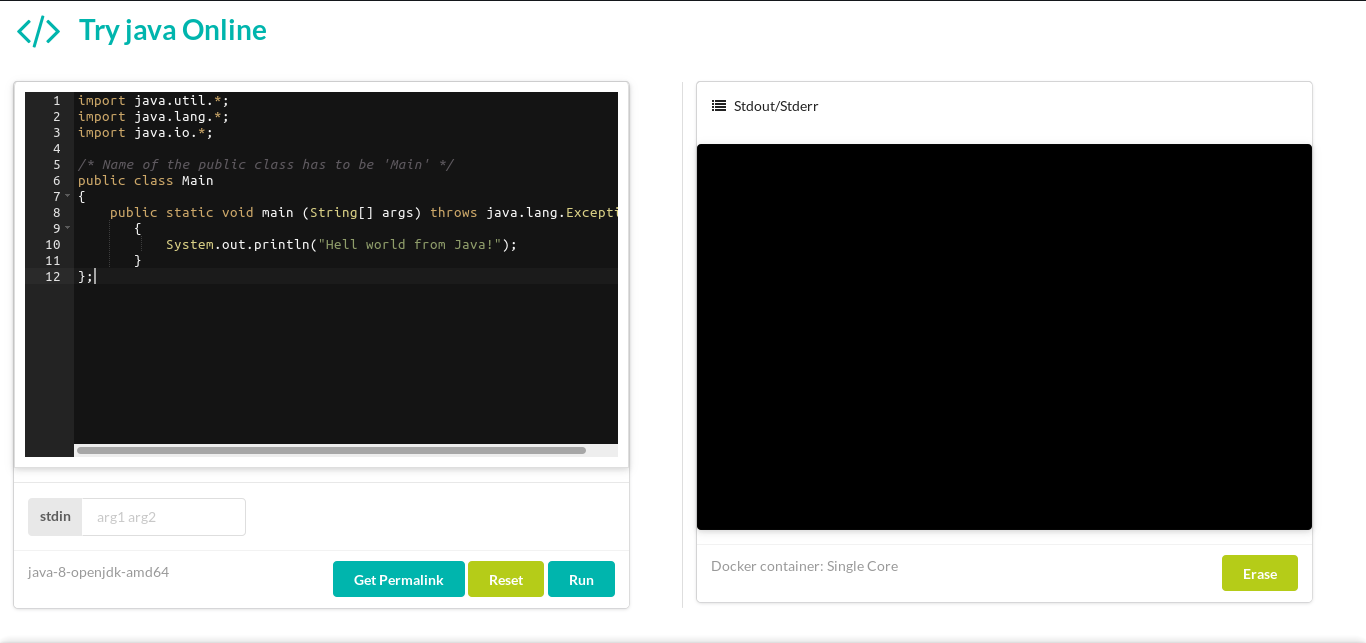 </> Try java Online
1 import java.util.*;
2 import java.lang.*;
3 import java.io.*;
4
5 /* Name of the public class has to be 'Main' */
6 public class Main
7 {
8 public static void main (String[] args) throws java.lang.Excepti
9 {
10 System.out.println("Hell world from Java!");
11 }
12 };
stdin arg1 arg2
java-8-openjdk-amd64
Get Permalink Reset Run
Stdout/Stderr
Docker container: Single Core
Erase